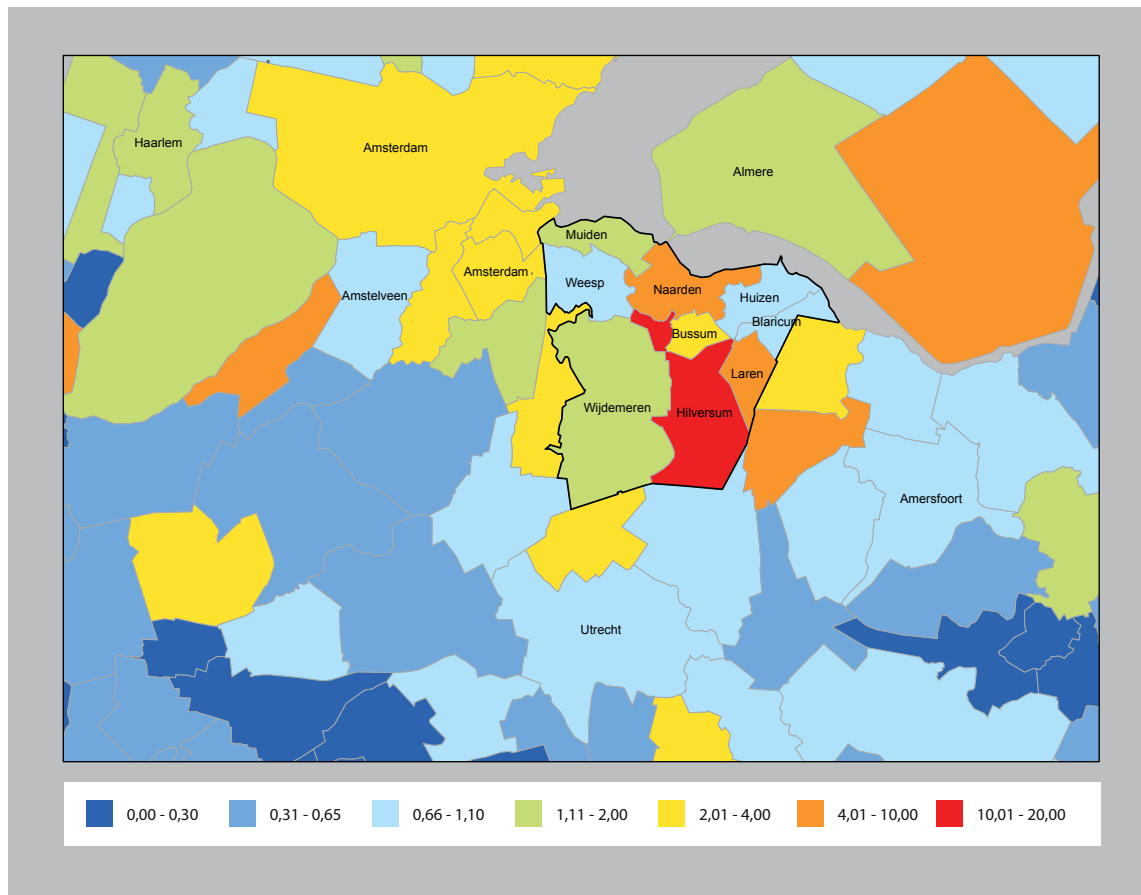 Haarlem
Amsterdam
Almere
Muiden
Amsterdam
Weesp
Naarden
Amstelveen
Huizen
Blaricum
Bussum
Laren
Wijdemeren
Hilversum
Amersfoort
Utrecht
0,00 - 0,30 0,31 - 0,65 0,66 - 1,10 1,11 - 2,00 2,01 - 4,00 4,01 - 10,00 10,01 - 20,00